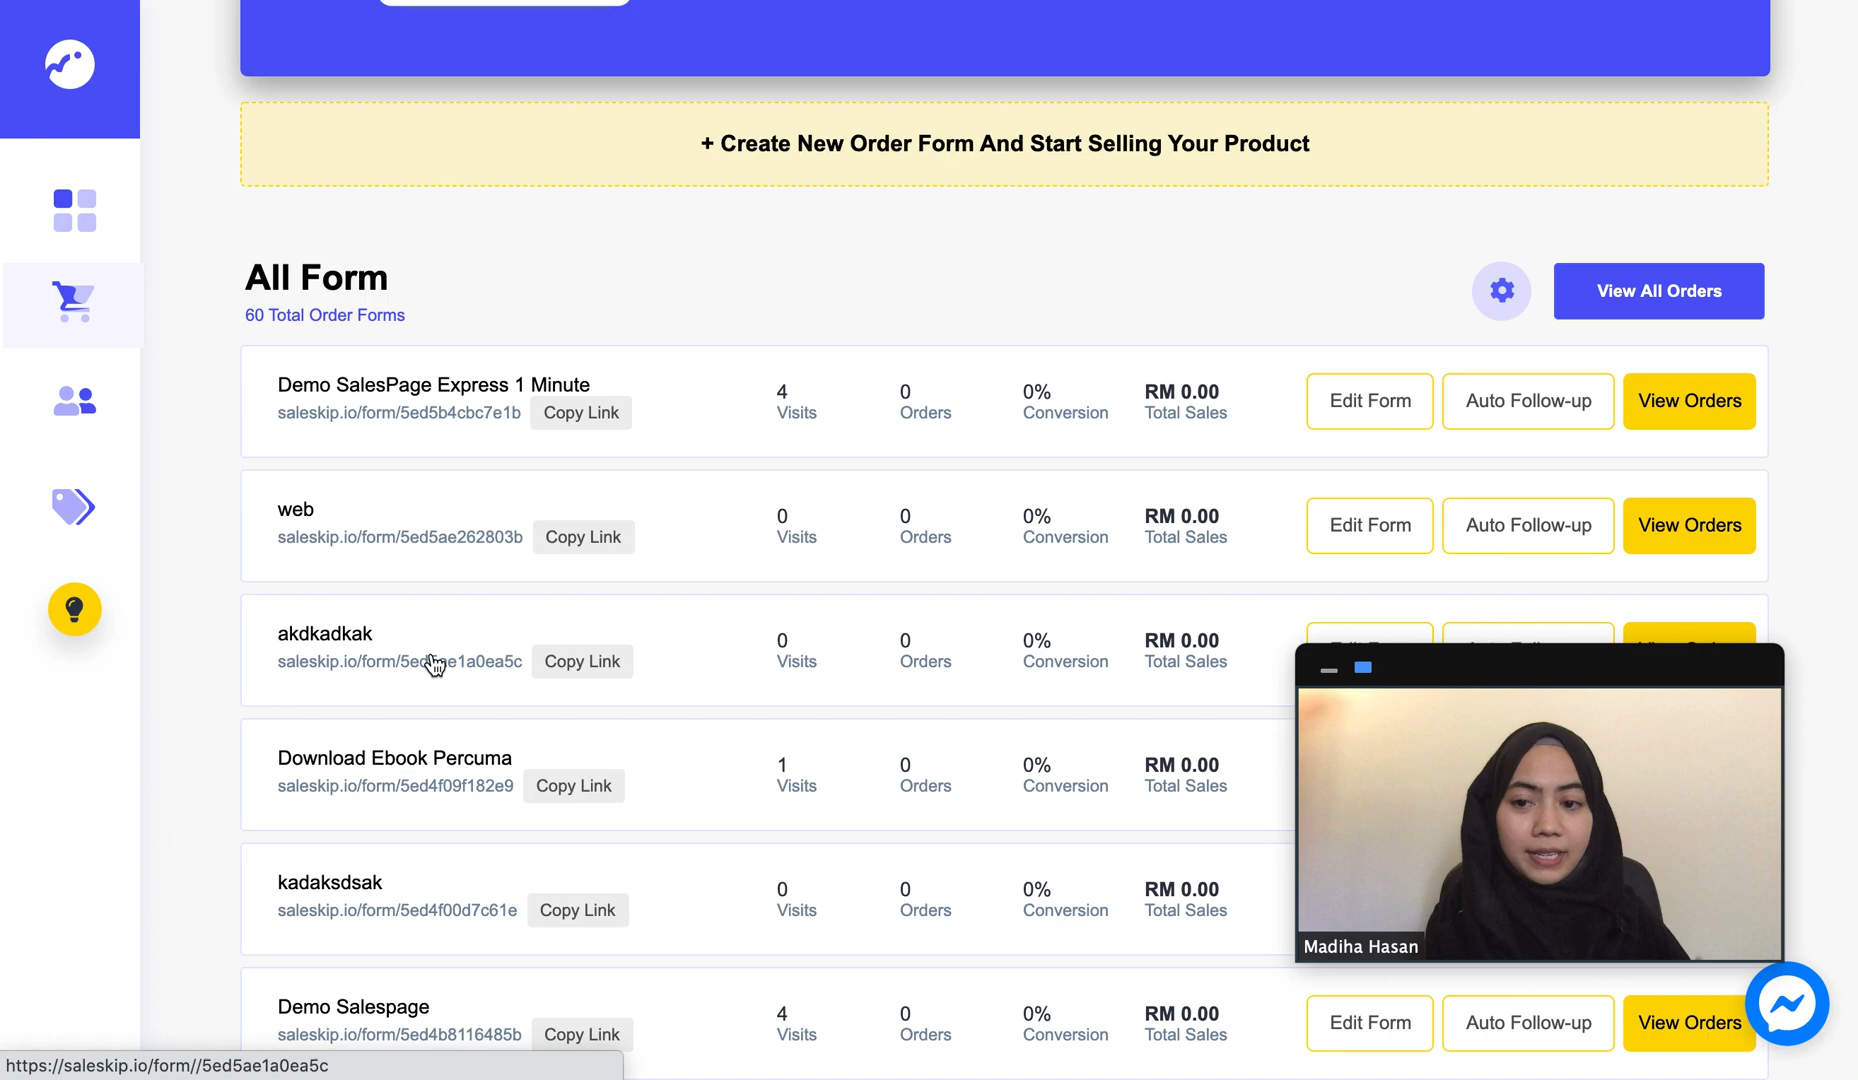 + Create New Order Form And Start Selling Your Product
All Form
60 Total Order Forms
View All Orders
Demo SalesPage Express 1 Minute
saleskip.io/form/5ed5b4cbc7e1b
Copy Link
4
Visits
0
Orders
0%
Conversion
RM 0.00
Total Sales
Edit Form
Auto Follow-up
View Orders
web
saleskip.io/form/5ed5ae262803b
Copy Link
0
Visits
0
Orders
0%
Conversion
RM 0.00
Total Sales
Edit Form
Auto Follow-up
View Orders
akdkadkak
saleskip.io/form/5ed5ae1a0ea5c
Copy Link
0
Visits
0
Orders
0%
Conversion
RM 0.00
Total Sales
Download Ebook Percuma
saleskip.io/form/5ed4f09f182e9
Copy Link
1
Visits
0
Orders
0%
Conversion
RM 0.00
Total Sales
kadaksdsak
saleskip.io/form/5ed4f00d7c61e
Copy Link
0
Visits
0
Orders
0%
Conversion
RM 0.00
Total Sales
Madiha Hasan
Demo Salespage
saleskip.io/form/5ed4b8116485b
Copy Link
4
Visits
0
Orders
0%
Conversion
RM 0.00
Total Sales
Edit Form
Auto Follow-up
View Orders
https://saleskip.io/form//5ed5ae1a0ea5c